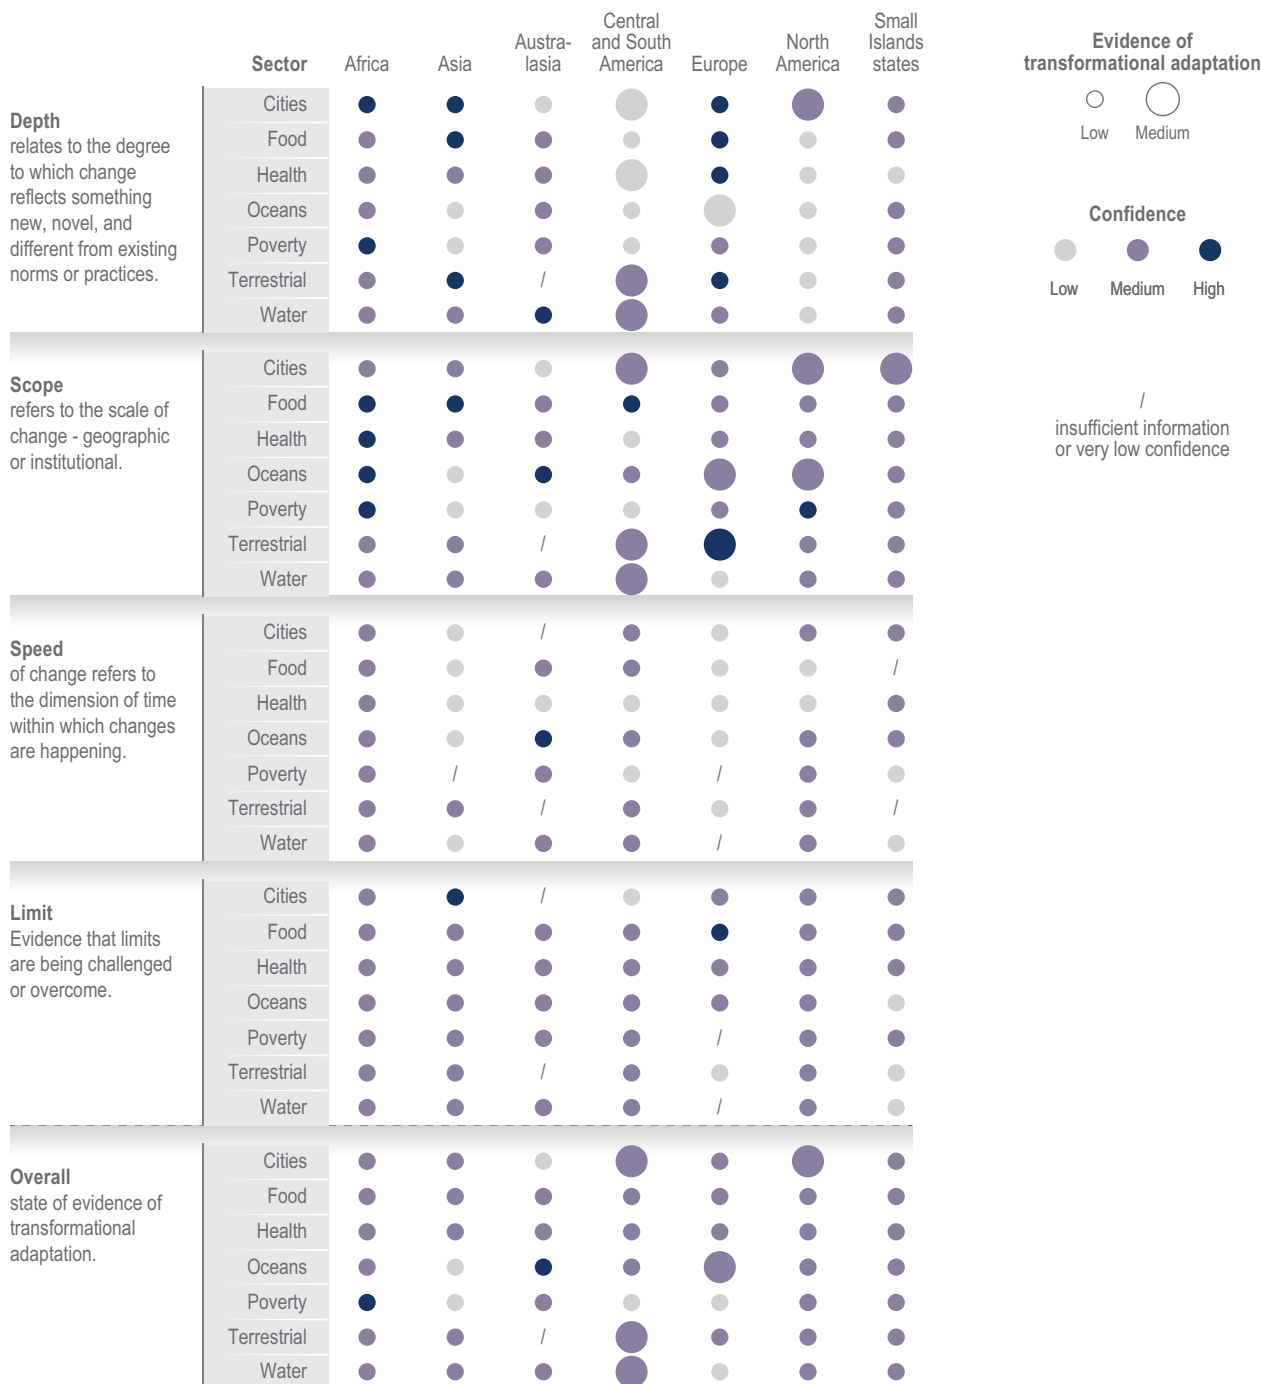 Sector
Africa
Asia
Austra-
lasia
Central
and South
America
Europe
North
America
Small
Islands
states
Evidence of
transformational adaptation
Low
Medium
Confidence
Low
Medium
High
/
insufficient information
or very low confidence
Depth
relates to the degree
to which change
reflects something
new, novel, and
different from existing
norms or practices.
Cities
Food
Health
Oceans
Poverty
Terrestrial /
Water
Scope
refers to the scale of
change - geographic
or institutional.
Cities
Food
Health
Oceans
Poverty
Terrestrial /
Water
Speed
of change refers to
the dimension of time
within which changes
are happening.
Cities /
Food /
Health
Oceans
Poverty / /
Terrestrial / /
Water /
Limit
Evidence that limits
are being challenged
or overcome.
Cities /
Food
Health
Oceans
Poverty /
Terrestrial /
Water /
Overall
state of evidence of
transformational
adaptation.
Cities
Food
Health
Oceans
Poverty
Terrestrial /
Water